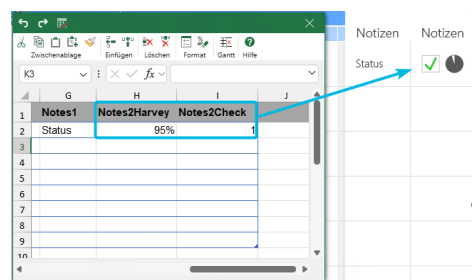 Zwischenablage Einfügen Löschen Format Gantt Hilfe
K3 fx
G H I J
1 Notes1 Notes2Harvey Notes2Check
2 Status 95% 1
3
4
5
6
7
8
9
10
Notizen Notizen
Status